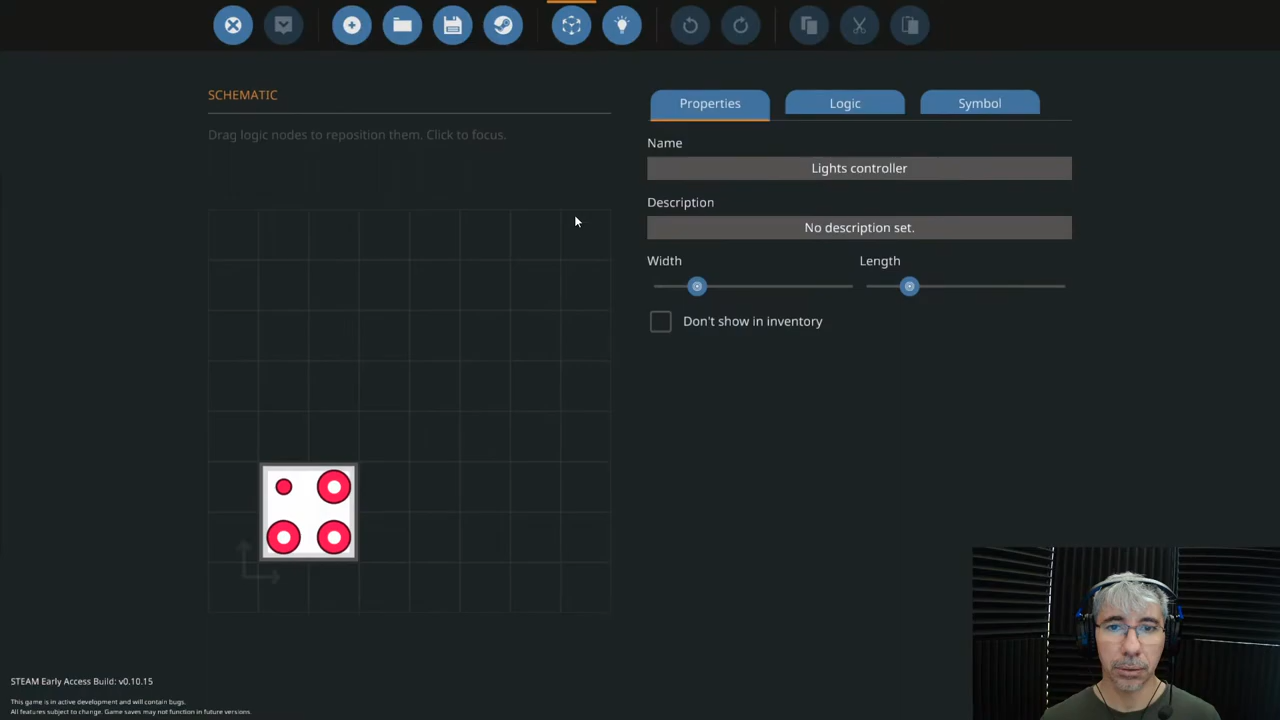 SCHEMATIC
Drag logic nodes to reposition them. Click to focus.
Properties
Logic
Symbol
Name
Lights controller
Description
No description set.
Width
Length
Don't show in inventory
STEAM Early Access Build: v0.10.15
This game is in active development and will contain bugs.
All features subject to change. Game saves may not function in future versions.